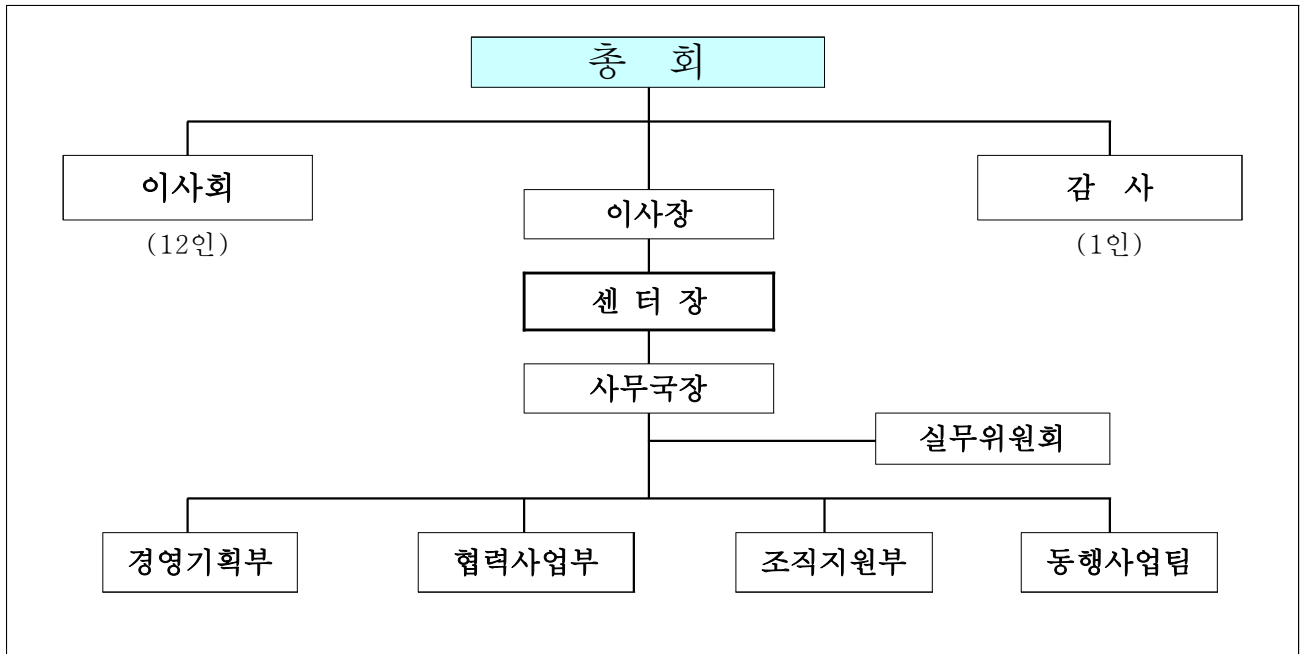 총 회
이사회
(12인)
이사장
감 사
(1인)
센 터 장
사무국장
실무위원회
경영기획부
협력사업부
조직지원부
동행사업팀